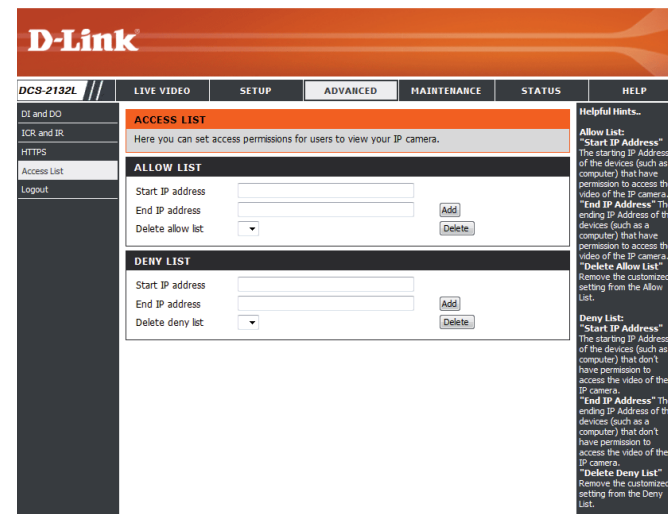 D-Link
DCS-2132L
LIVE VIDEO
SETUP
ADVANCED
MAINTENANCE
STATUS
HELP
DI and DO
ICR and IR
HTTPS
Access List
Logout
ACCESS LIST
Here you can set access permissions for users to view your IP camera.
ALLOW LIST
Start IP address
End IP address
Add
Delete allow list
Delete
DENY LIST
Start IP address
End IP address
Add
Delete deny list
Delete
Helpful Hints..
Allow List:
"Start IP Address"
The starting IP Address
of the devices (such as
computer) that have
permission to access
video of the IP camera.
"End IP Address"
ending IP Address of
devices (such as a
computer) that have
permission to access
video of the IP camera.
"Delete Allow List"
Remove the customized
setting from the Allow
List.
Deny List:
"Start IP Address"
The starting IP Address
of the devices (such as
computer) that don't
have permission to
access the video of the
IP camera.
"End IP Address"
ending IP Address of
devices (such as a
computer) that don't
have permission to
access the video of the
IP camera.
"Delete Deny List"
Remove the customized
setting from the Deny
List.